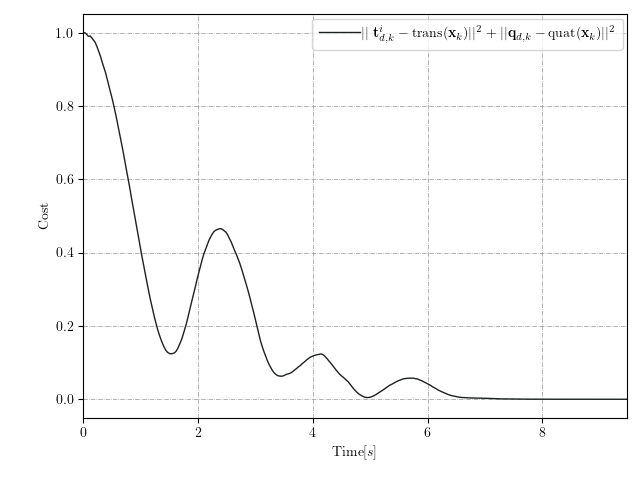 || t^i_{d,k} − trans(x_k)||² + ||q_{d,k} − quat(x_k)||²
1.0
0.8
0.6
0.4
0.2
0.0
Cost
0 2 4 6 8
Time[s]